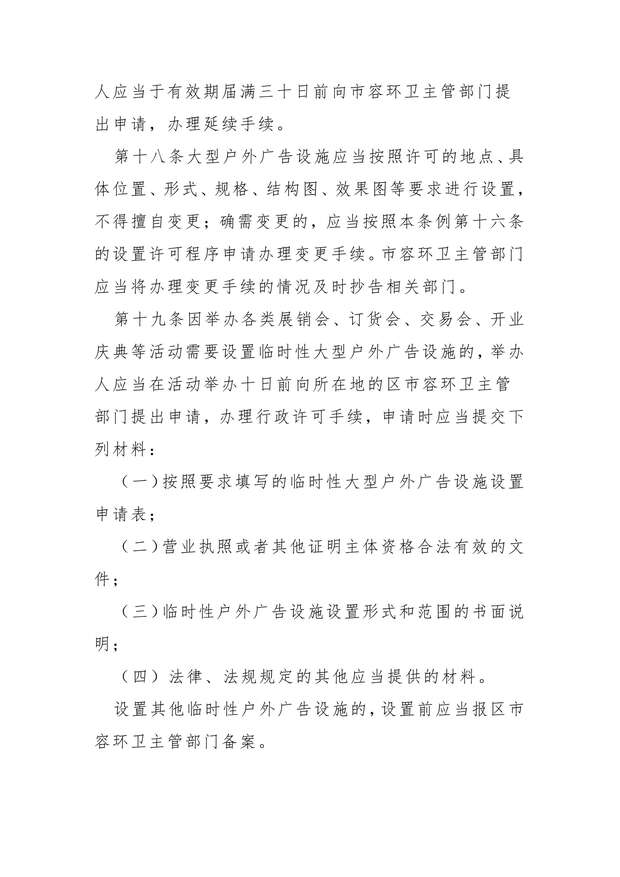 人应当于有效期届满三十日前向市容环卫主管部门提
出申请，办理延续手续。
第十八条大型户外广告设施应当按照许可的地点、具
体位置、形式、规格、结构图、效果图等要求进行设置，
不得擅自变更；确需变更的，应当按照本条例第十六条
的设置许可程序申请办理变更手续。市容环卫主管部门
应当将办理变更手续的情况及时抄告相关部门。
第十九条因举办各类展销会、订货会、交易会、开业
庆典等活动需要设置临时性大型户外广告设施的，举办
人应当在活动举办十日前向所在地的区市容环卫主管
部门提出申请，办理行政许可手续，申请时应当提交下
列材料：
（一）按照要求填写的临时性大型户外广告设施设置
申请表；
（二）营业执照或者其他证明主体资格合法有效的文
件；
（三）临时性户外广告设施设置形式和范围的书面说
明；
（四）法律、法规规定的其他应当提供的材料。
设置其他临时性户外广告设施的，设置前应当报区市
容环卫主管部门备案。